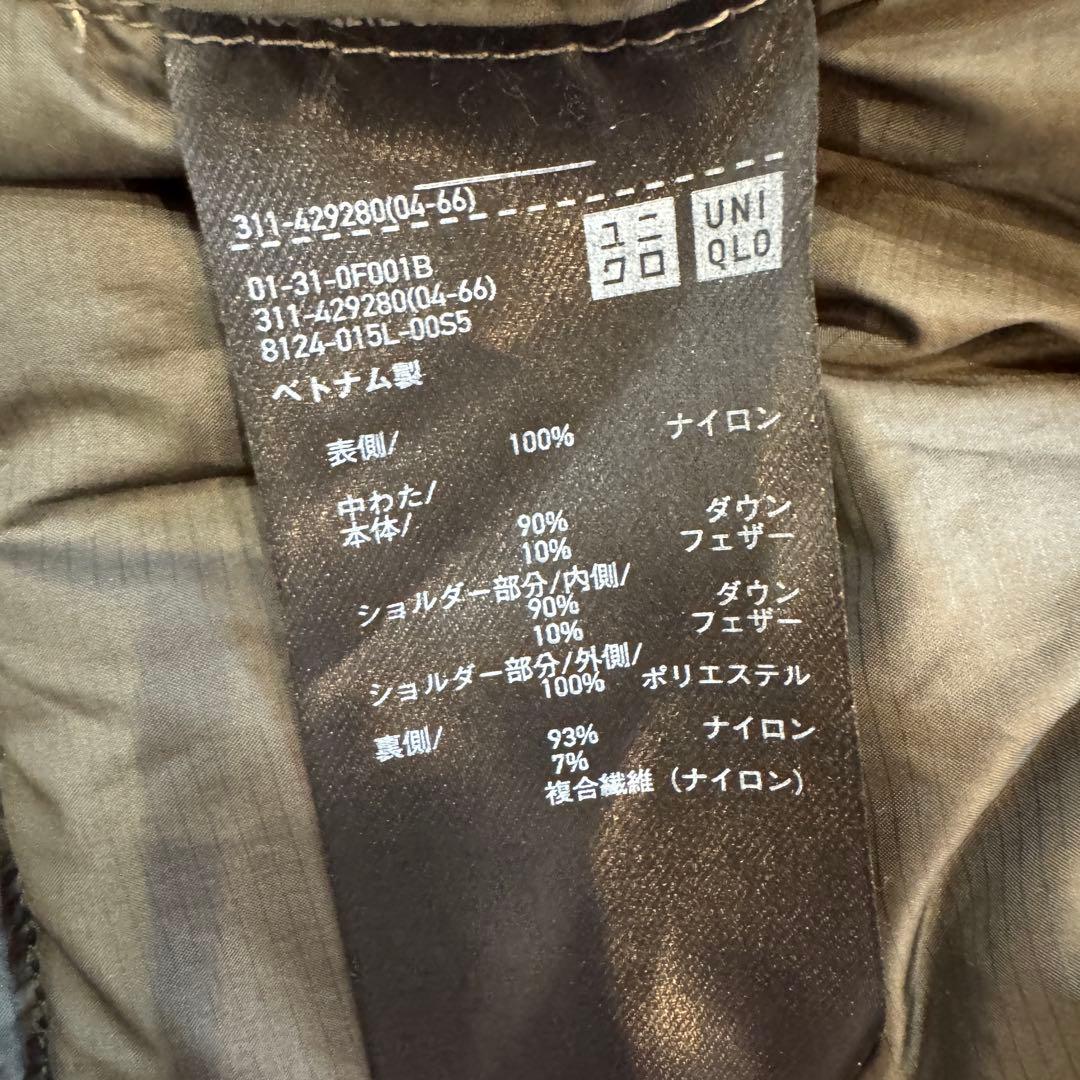 311-429280(04-66)
ユニ
クロ
UNI
QLO
01-31-0F001B
311-429280(04-66)
8124-015L-00S5
ベトナム製
表側/ 100% ナイロン
中わた/
本体/ 90% ダウン
10% フェザー
ショルダー部分/内側/
90% ダウン
10% フェザー
ショルダー部分/外側/
100% ポリエステル
裏側/ 93% ナイロン
7%
複合繊維（ナイロン）